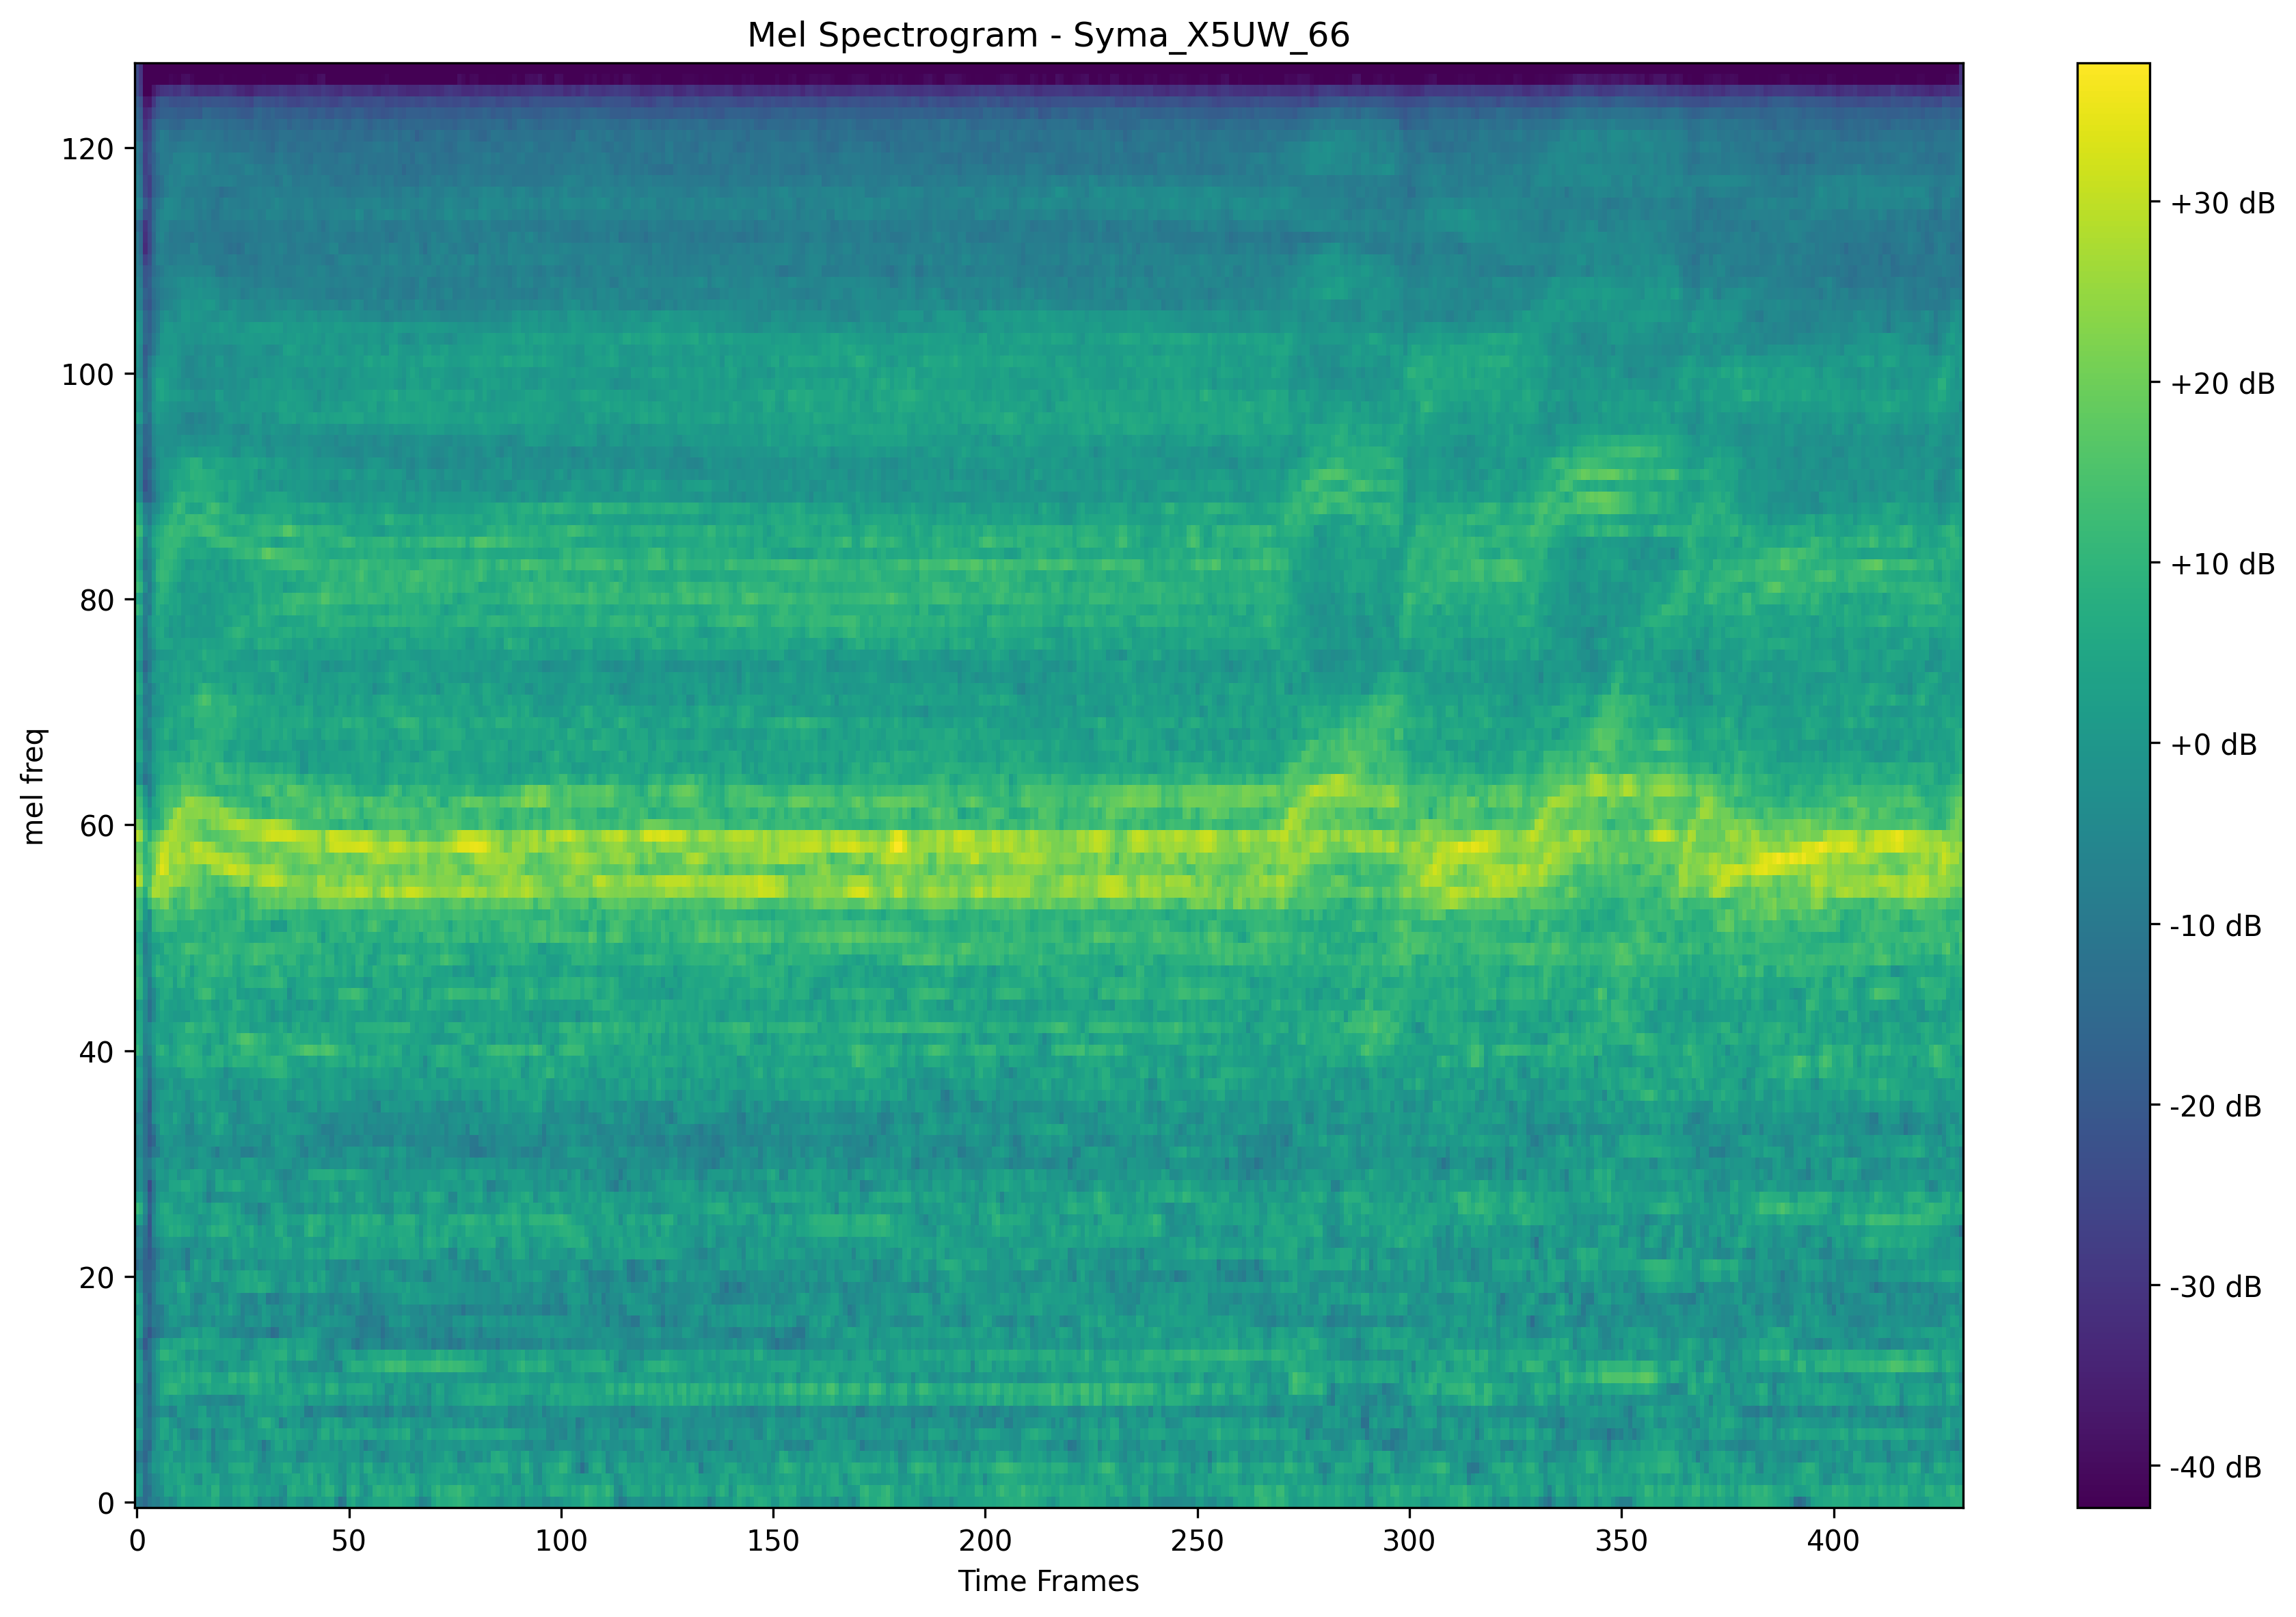 Mel Spectrogram - Syma_X5UW_66
mel freq
120
100
80
60
40
20
0
0 50 100 150 200 250 300 350 400
Time Frames
+30 dB
+20 dB
+10 dB
+0 dB
-10 dB
-20 dB
-30 dB
-40 dB